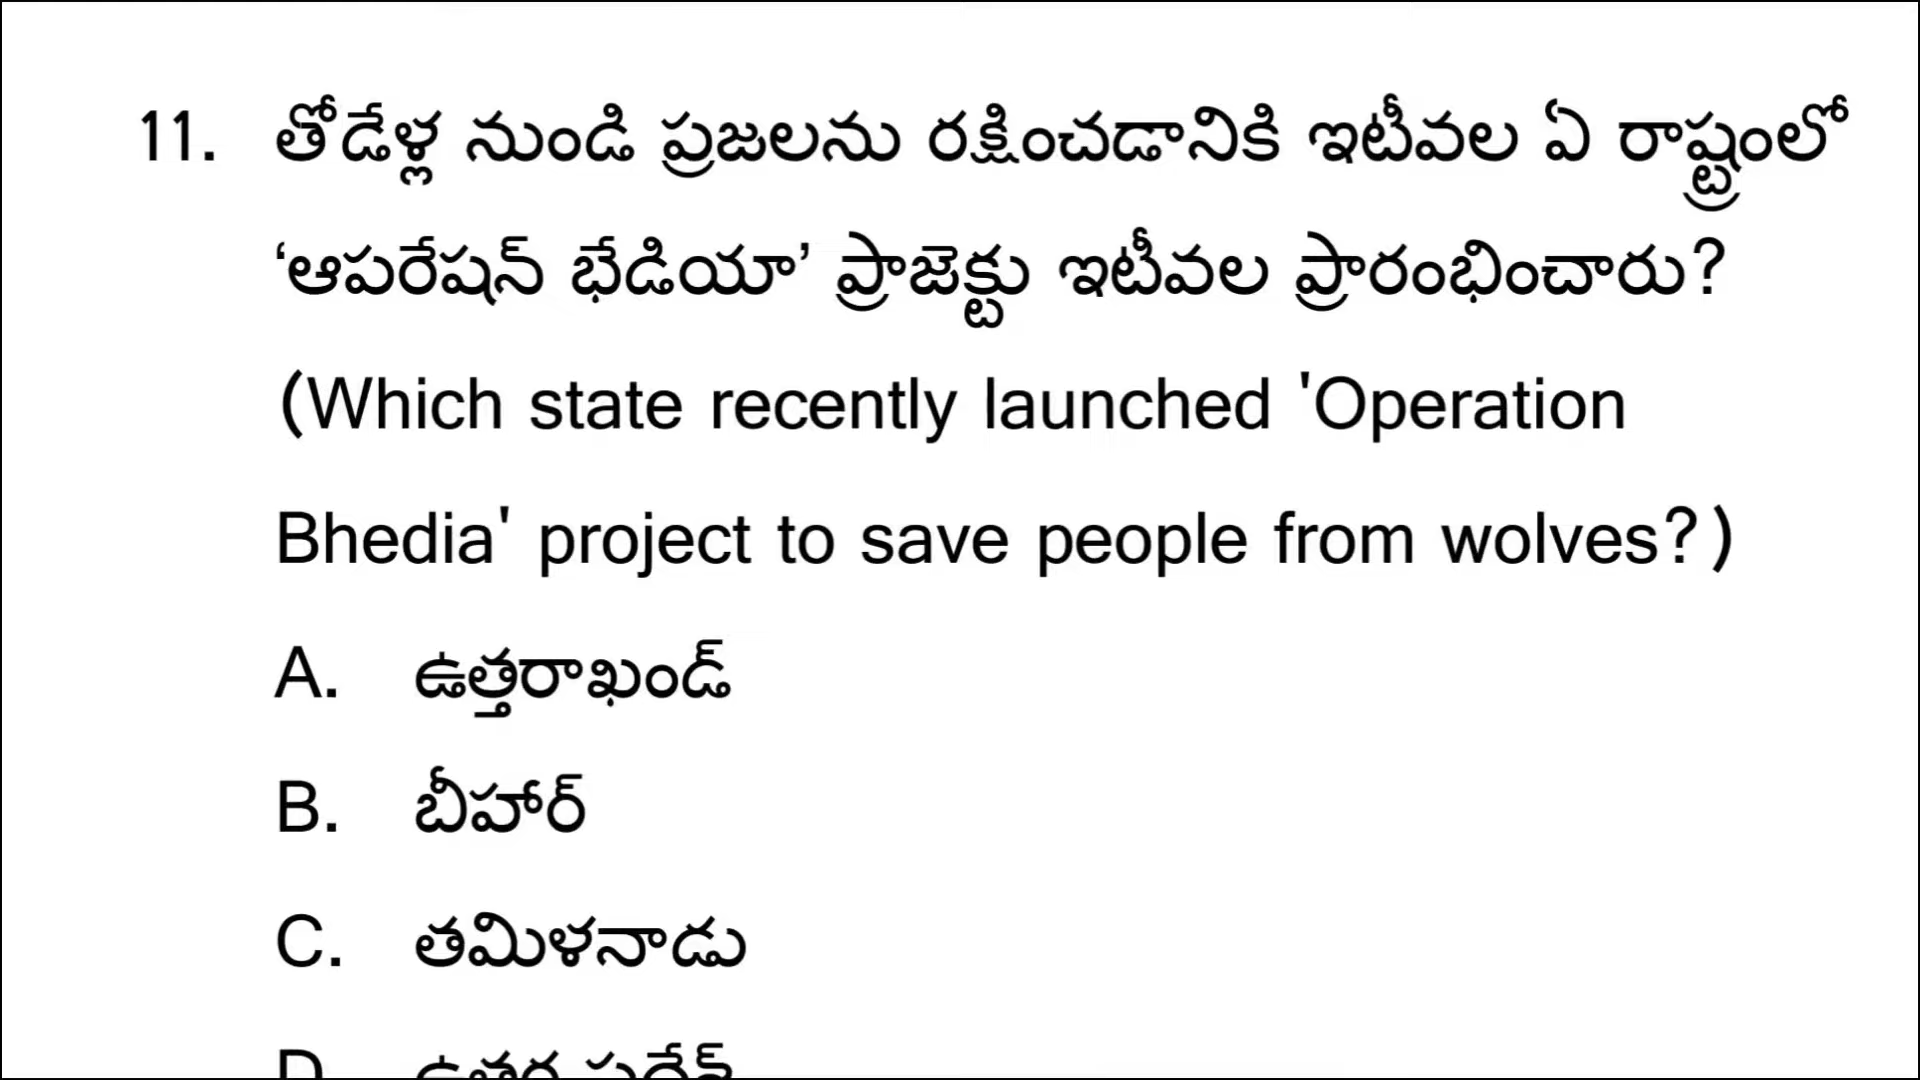 11. తోడేళ్ల నుండి ప్రజలను రక్షించడానికి ఇటీవల ఏ రాష్ట్రంలో
‘ఆపరేషన్ భేడియా’ ప్రాజెక్టు ఇటీవల ప్రారంభించారు?
(Which state recently launched 'Operation
Bhedia' project to save people from wolves?)
A. ఉత్తరాఖండ్
B. బీహార్
C. తమిళనాడు